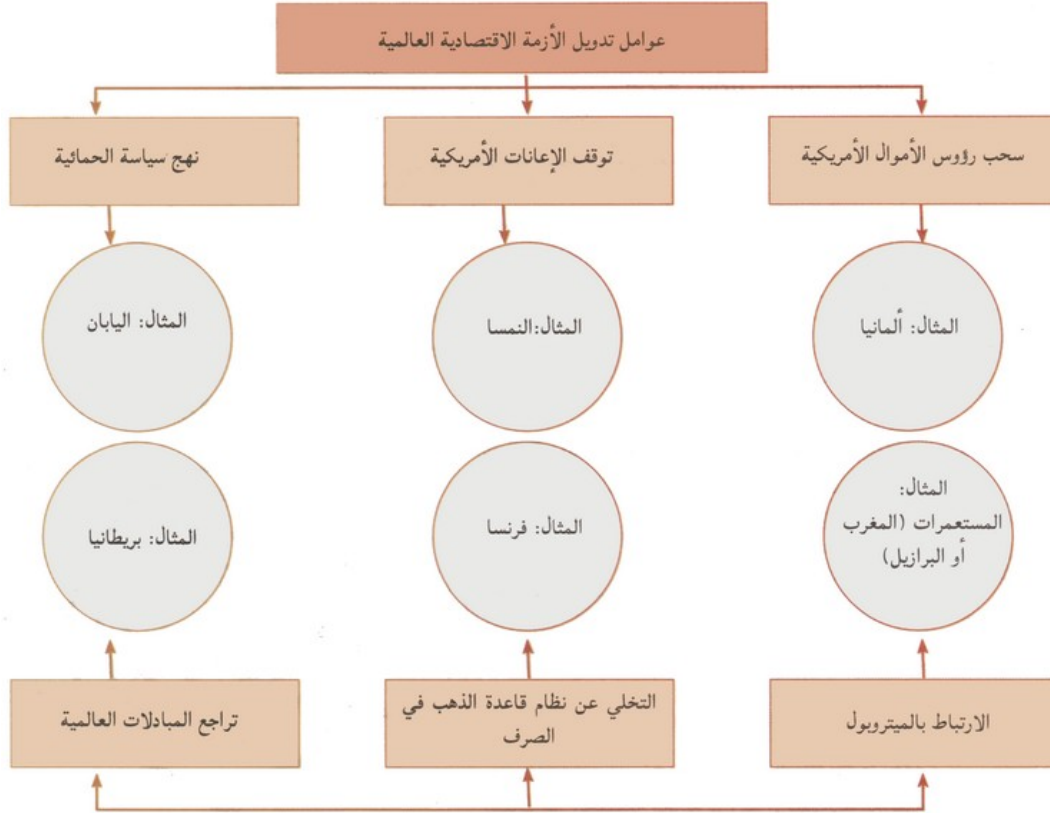 عوامل تدويل الأزمة الاقتصادية العالمية
سحب رؤوس الأموال الأمريكية
توقف الإعانات الأمريكية
نهج سياسة الحمائية
المثال: ألمانيا
المثال:النمسا
المثال: اليابان
المثال:
المستعمرات (المغرب
أو البرازيل)
المثال: فرنسا
المثال: بريطانيا
الارتباط بالميتروبول
التخلي عن نظام قاعدة الذهب في
الصرف
تراجع المبادلات العالمية